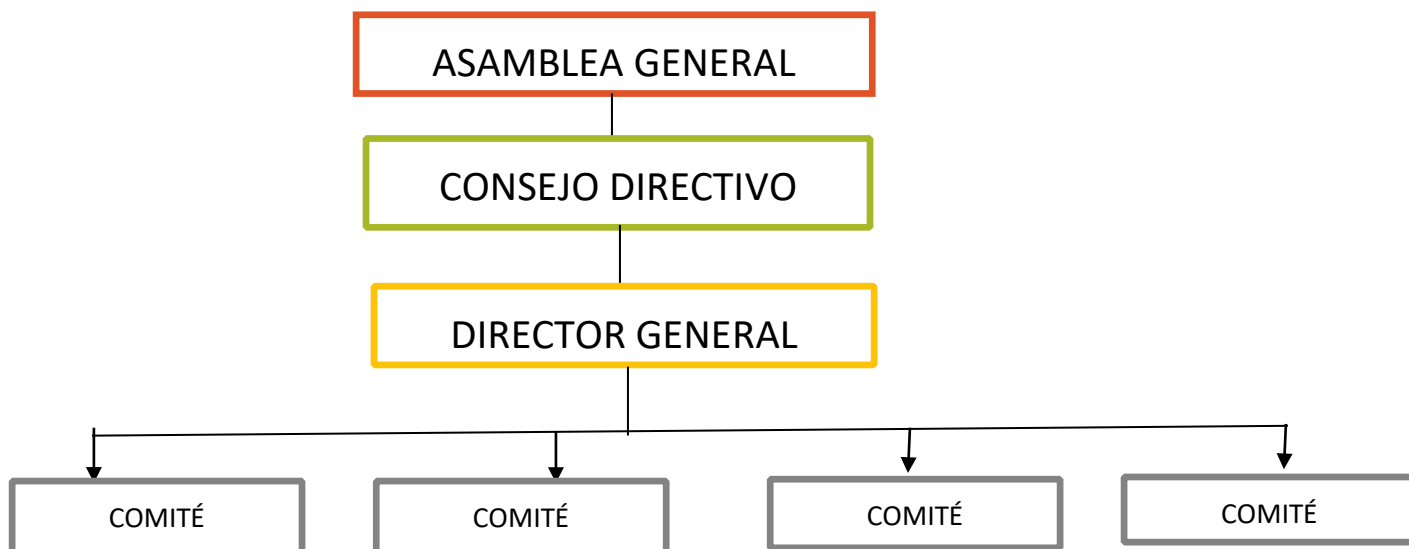 ASAMBLEA GENERAL
CONSEJO DIRECTIVO
DIRECTOR GENERAL
COMITÉ
COMITÉ
COMITÉ
COMITÉ